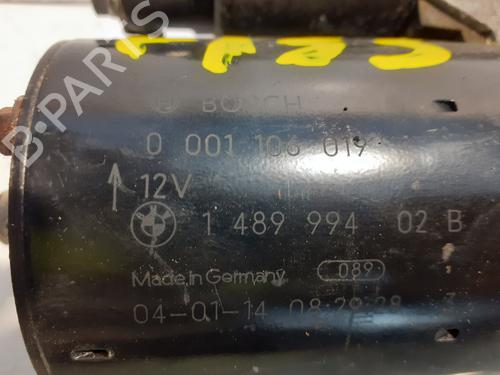 BOSCH
0 001 106 019
12V
1 489 994 02 B
Made in Germany 089
04-01-14 08:29:28 3
B-PARTS